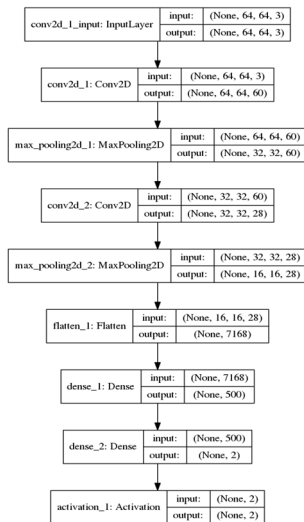 conv2d_1_input: InputLayer input: (None, 64, 64, 3)
output: (None, 64, 64, 3)
conv2d_1: Conv2D input: (None, 64, 64, 3)
output: (None, 64, 64, 60)
max_pooling2d_1: MaxPooling2D input: (None, 64, 64, 60)
output: (None, 32, 32, 60)
conv2d_2: Conv2D input: (None, 32, 32, 60)
output: (None, 32, 32, 28)
max_pooling2d_2: MaxPooling2D input: (None, 32, 32, 28)
output: (None, 16, 16, 28)
flatten_1: Flatten input: (None, 16, 16, 28)
output: (None, 7168)
dense_1: Dense input: (None, 7168)
output: (None, 500)
dense_2: Dense input: (None, 500)
output: (None, 2)
activation_1: Activation input: (None, 2)
output: (None, 2)